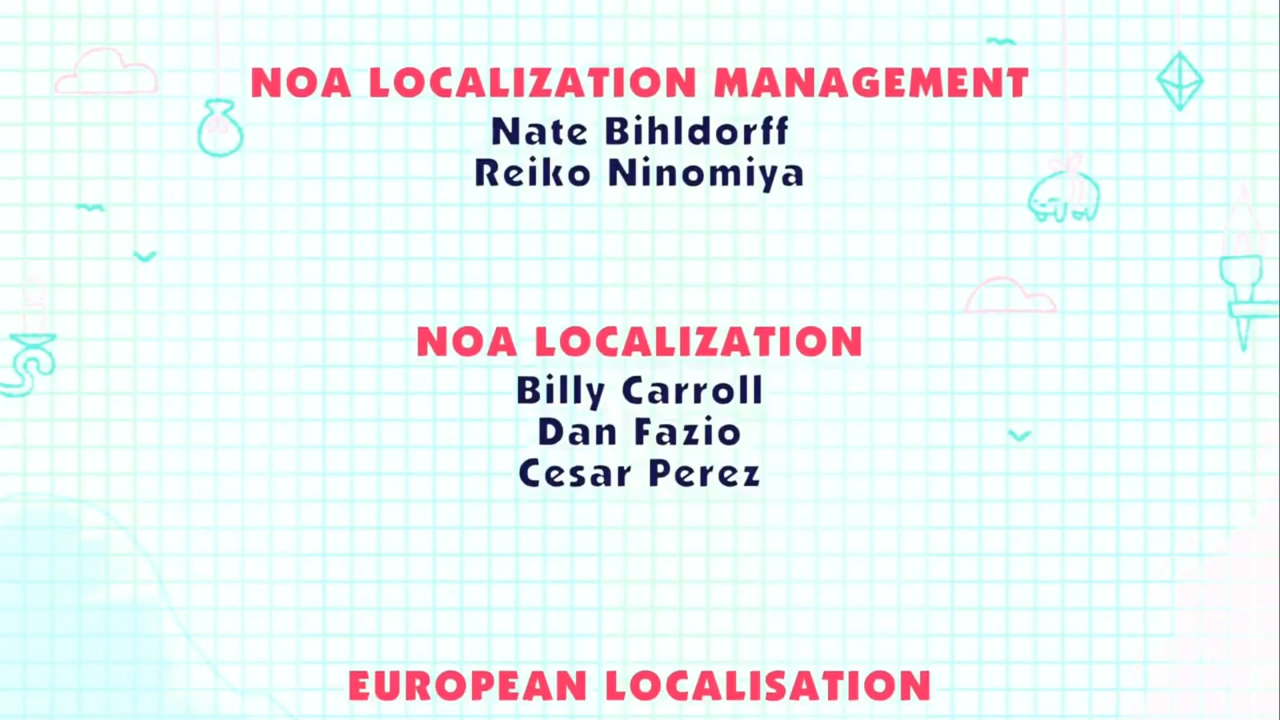 NOA LOCALIZATION MANAGEMENT
Nate Bihldorff
Reiko Ninomiya
NOA LOCALIZATION
Billy Carroll
Dan Fazio
Cesar Perez
EUROPEAN LOCALISATION